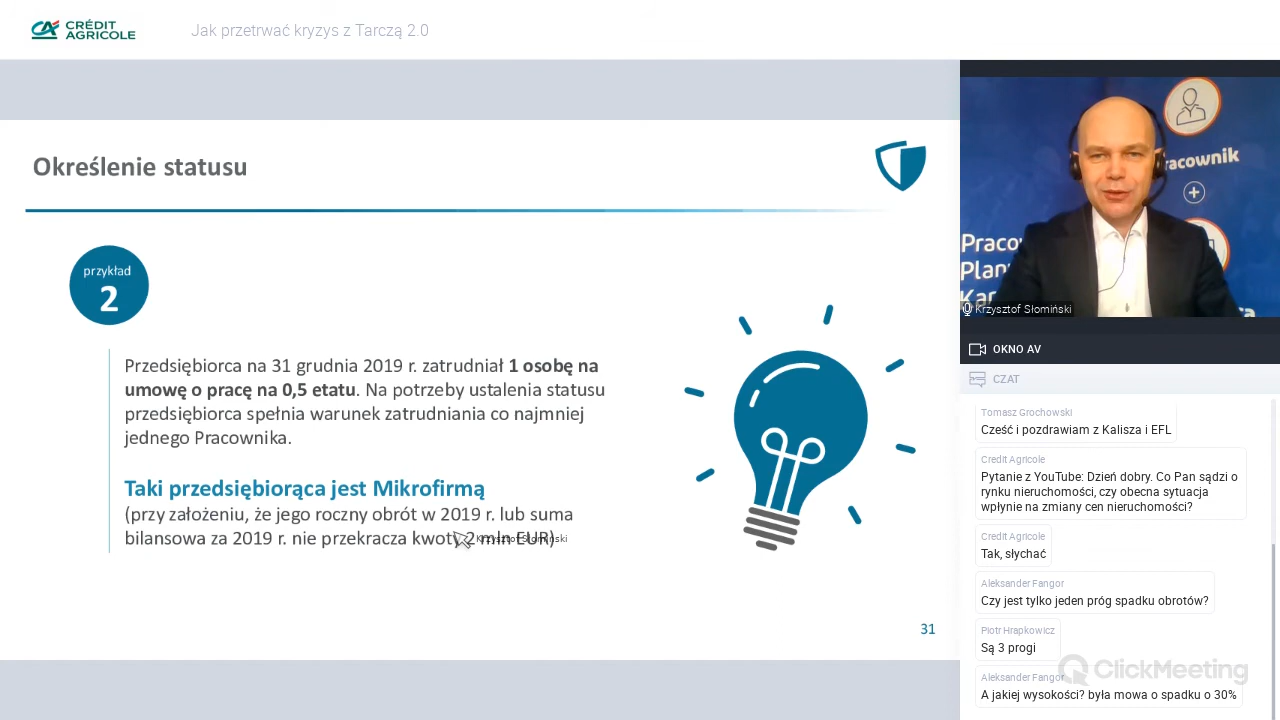 CRÉDIT
AGRICOLE
Jak przetrwać kryzys z Tarczą 2.0
Określenie statusu
przykład
2
Przedsiębiorca na 31 grudnia 2019 r. zatrudniał 1 osobę na
umowę o pracę na 0,5 etatu. Na potrzeby ustalenia statusu
przedsiębiorca spełnia warunek zatrudniania co najmniej
jednego Pracownika.
Taki przedsiębiorąca jest Mikrofirmą
(przy założeniu, że jego roczny obrót w 2019 r. lub suma
bilansowa za 2019 r. nie przekracza kwoty 2 mln EUR)
Krzysztof Słomiński
31
racownik
Praco
Plan
Ka
Krzysztof Słomiński
OKNO AV
CZAT
Tomasz Grochowski
Cześć i pozdrawiam z Kalisza i EFL
Credit Agricole
Pytanie z YouTube: Dzień dobry. Co Pan sądzi o
rynku nieruchomości, czy obecna sytuacja
wpłynie na zmiany cen nieruchomości?
Credit Agricole
Tak, słychać
Aleksander Fangor
Czy jest tylko jeden próg spadku obrotów?
Piotr Hrapkowicz
Są 3 progi
ClickMeeting
Aleksander Fangor
A jakiej wysokości? była mowa o spadku o 30%